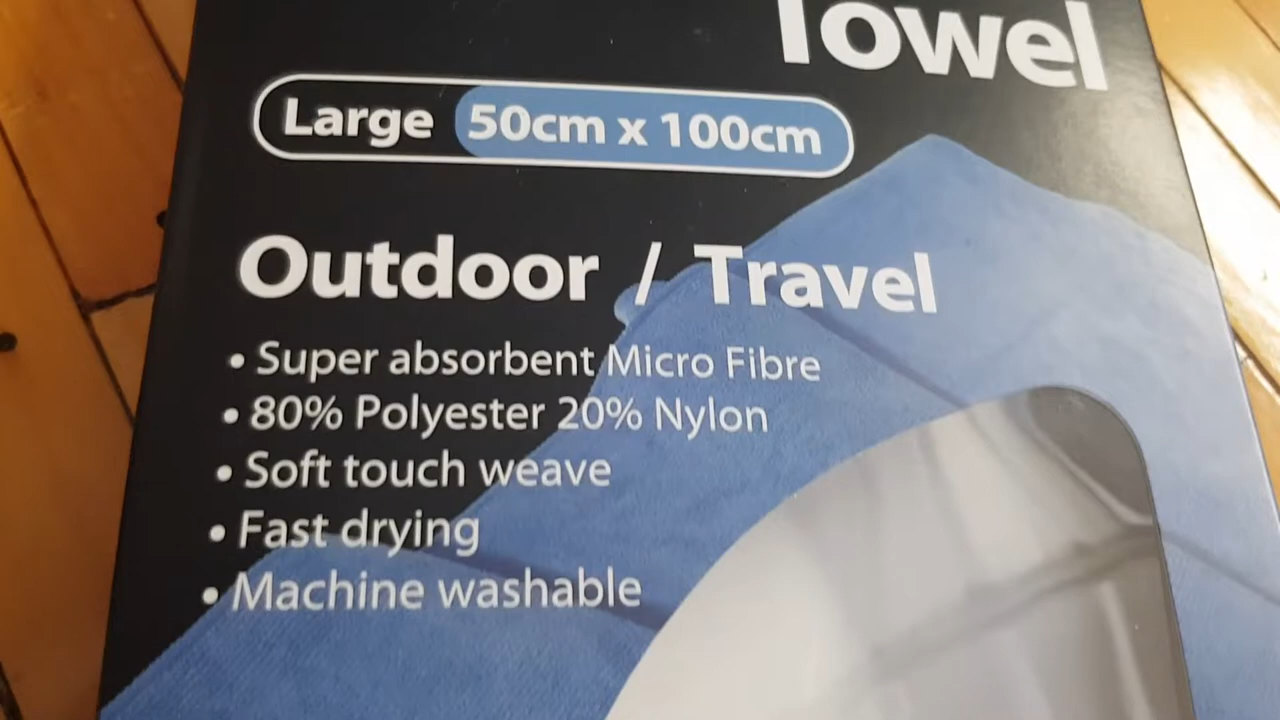 Towel
Large 50cm x 100cm
Outdoor / Travel
• Super absorbent Micro Fibre
• 80% Polyester 20% Nylon
• Soft touch weave
• Fast drying
• Machine washable